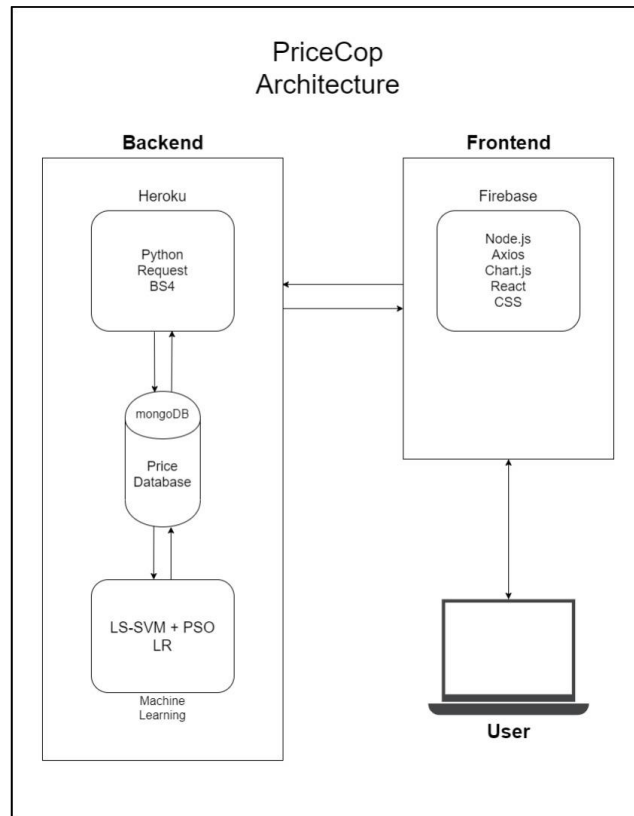 PriceCop
Architecture
Backend
Heroku
Python
Request
BS4
mongoDB
Price
Database
LS-SVM + PSO
LR
Machine
Learning
Frontend
Firebase
Node.js
Axios
Chart.js
React
CSS
User